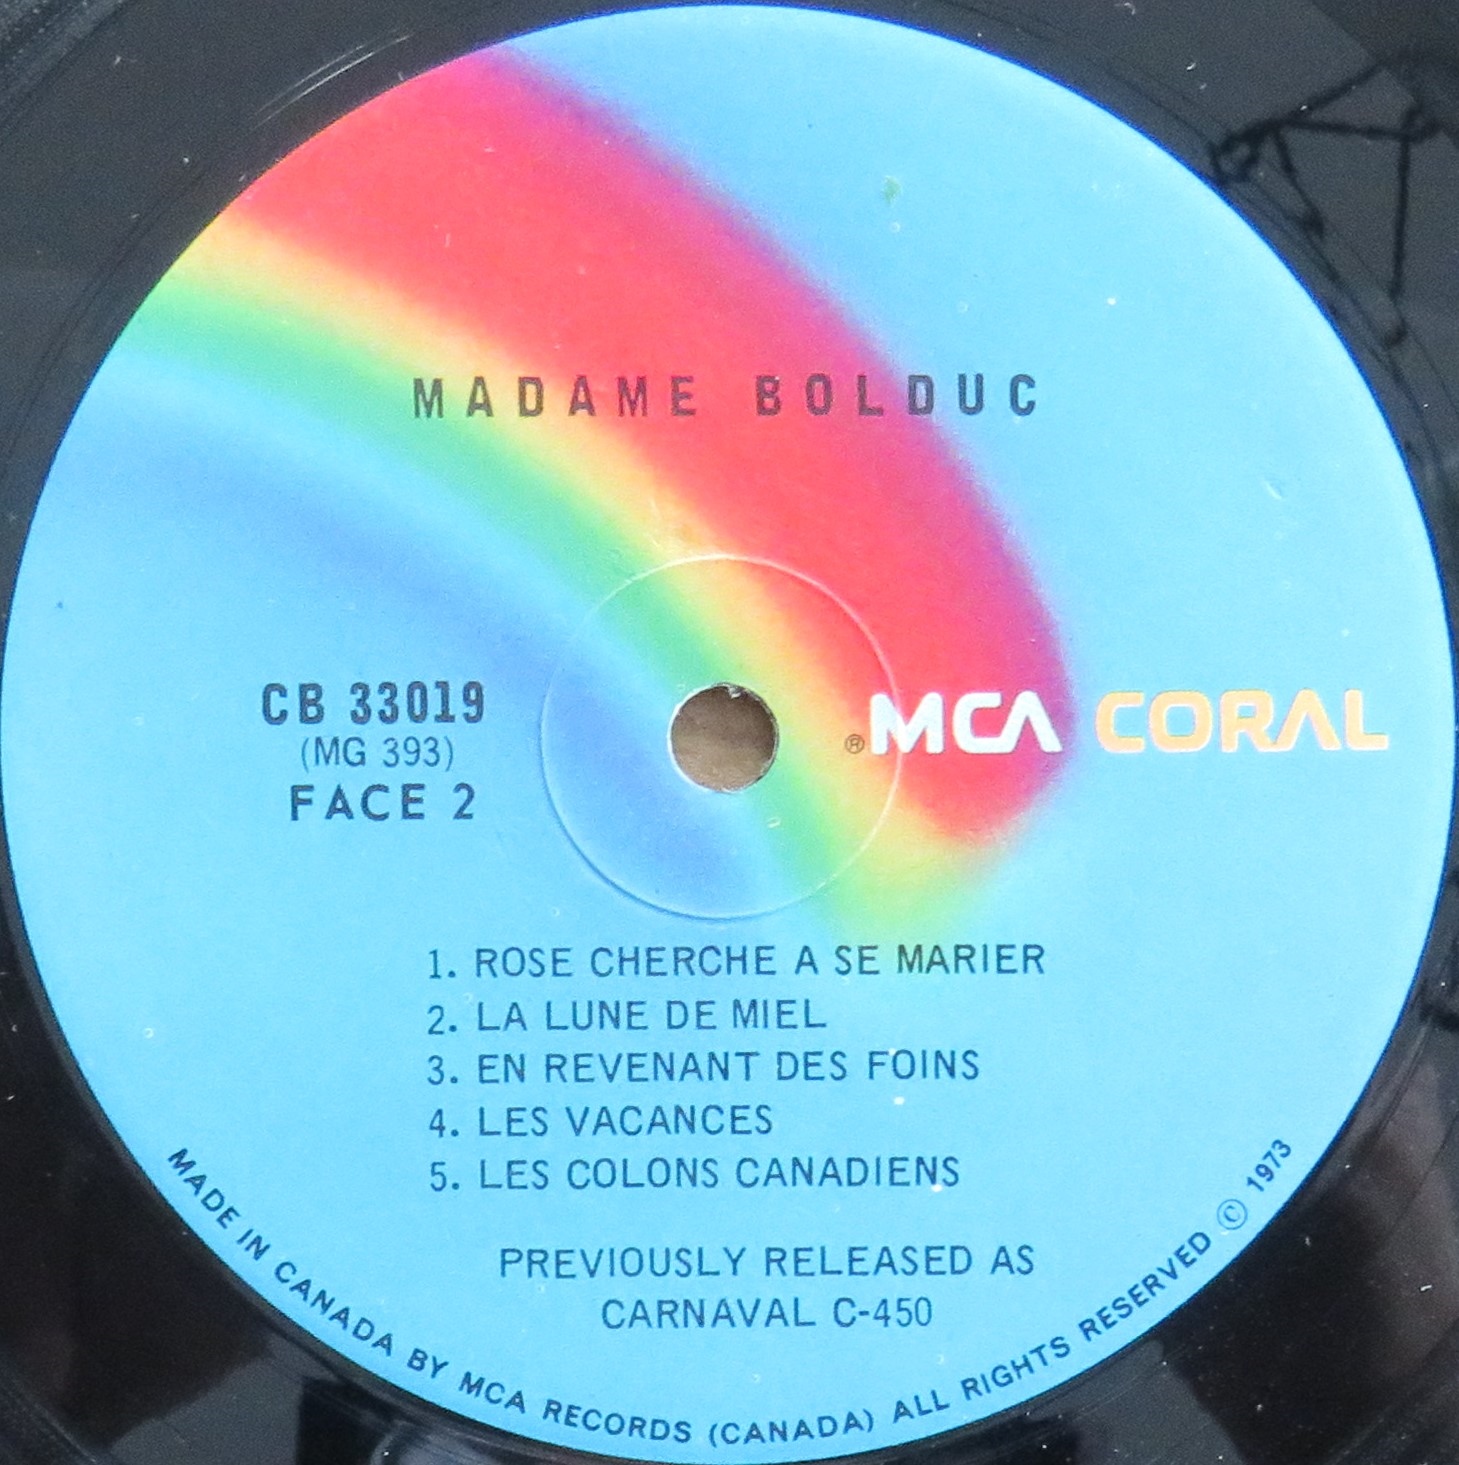 MADAME BOLDUC
CB 33019
(MG 393)
FACE 2
®MCA CORAL
1. ROSE CHERCHE A SE MARIER
2. LA LUNE DE MIEL
3. EN REVENANT DES FOINS
4. LES VACANCES
5. LES COLONS CANADIENS
PREVIOUSLY RELEASED AS
CARNAVAL C-450
MADE IN CANADA BY MCA RECORDS (CANADA) ALL RIGHTS RESERVED © 1973